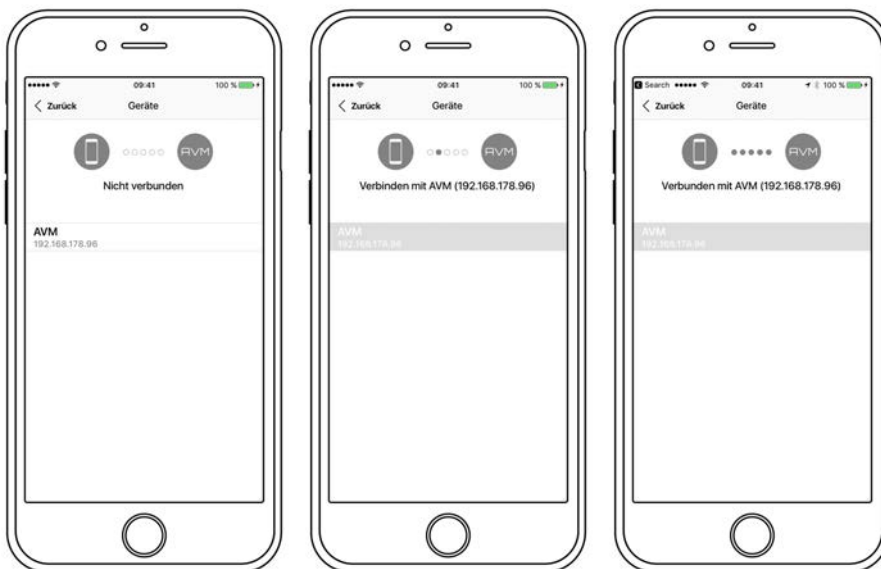 09:41
100 %
Zurück
Geräte
AVM
Nicht verbunden
AVM
192.168.178.96
09:41
100 %
Zurück
Geräte
AVM
Verbinden mit AVM (192.168.178.96)
AVM
192.168.178.96
Search
09:41
100 %
Zurück
Geräte
AVM
Verbunden mit AVM (192.168.178.96)
AVM
192.168.178.96